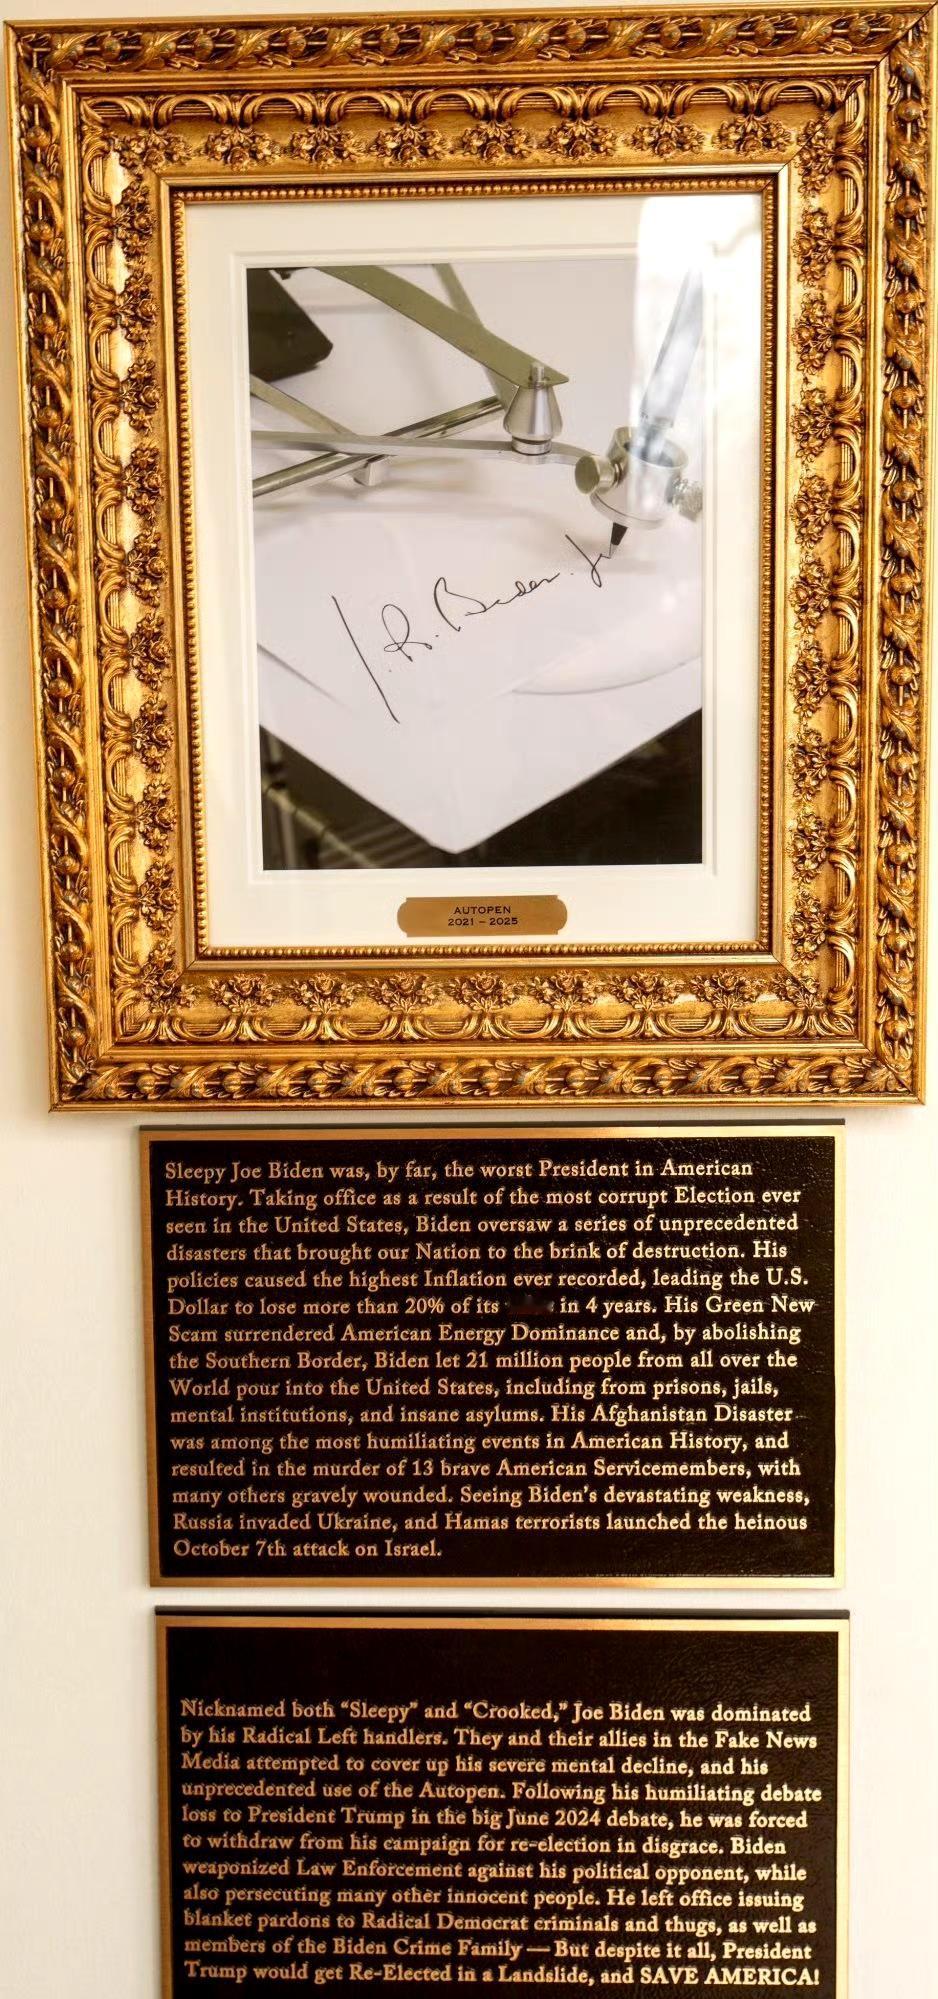 J.R. Biden Jr
AUTOPEN
2021 – 2025
Sleepy Joe Biden was, by far, the worst President in American
History. Taking office as a result of the most corrupt Election ever
seen in the United States, Biden oversaw a series of unprecedented
disasters that brought our Nation to the brink of destruction. His
policies caused the highest Inflation ever recorded, leading the U.S.
Dollar to lose more than 20% of its in 4 years. His Green New
Scam surrendered American Energy Dominance and, by abolishing
the Southern Border, Biden let 21 million people from all over the
World pour into the United States, including from prisons, jails,
mental institutions, and insane asylums. His Afghanistan Disaster
was among the most humiliating events in American History, and
resulted in the murder of 13 brave American Servicemembers, with
many others gravely wounded. Seeing Biden's devastating weakness,
Russia invaded Ukraine, and Hamas terrorists launched the heinous
October 7th attack on Israel.
Nicknamed both “Sleepy” and “Crooked,” Joe Biden was dominated
by his Radical Left handlers. They and their allies in the Fake News
Media attempted to cover up his severe mental decline, and his
unprecedented use of the Autopen. Following his humiliating debate
loss to President Trump in the big June 2024 debate, he was forced
to withdraw from his campaign for re-election in disgrace. Biden
weaponized Law Enforcement against his political opponent, while
also persecuting many other innocent people. He left office issuing
blanket pardons to Radical Democrat criminals and thugs, as well as
members of the Biden Crime Family — But despite it all, President
Trump would get Re-Elected in a Landslide, and SAVE AMERICA!